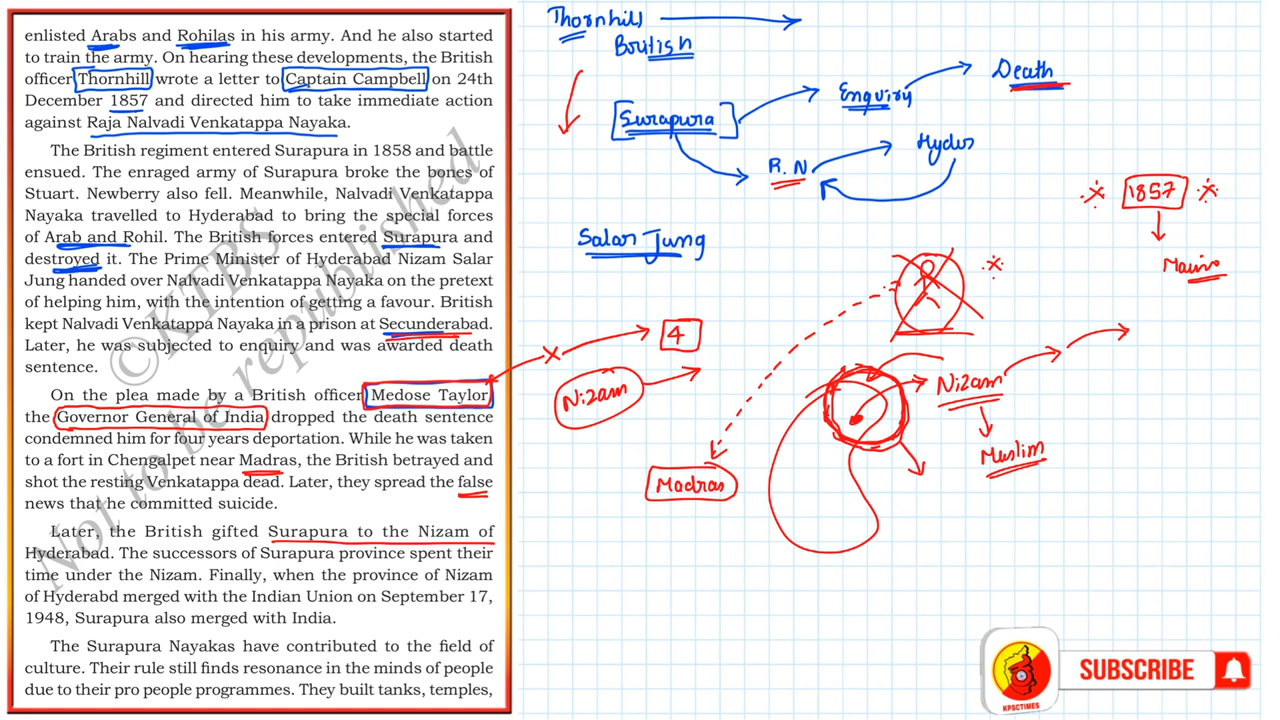 enlisted Arabs and Rohilas in his army. And he also started
to train the army. On hearing these developments, the British
officer Thornhill wrote a letter to Captain Campbell on 24th
December 1857 and directed him to take immediate action
against Raja Nalvadi Venkatappa Nayaka.
The British regiment entered Surapura in 1858 and battle
ensued. The enraged army of Surapura broke the bones of
Stuart. Newberry also fell. Meanwhile, Nalvadi Venkatappa
Nayaka travelled to Hyderabad to bring the special forces
of Arab and Rohil. The British forces entered Surapura and
destroyed it. The Prime Minister of Hyderabad Nizam Salar
Jung handed over Nalvadi Venkatappa Nayaka on the pretext
of helping him, with the intention of getting a favour. British
kept Nalvadi Venkatappa Nayaka in a prison at Secunderabad.
Later, he was subjected to enquiry and was awarded death
sentence.
On the plea made by a British officer Medose Taylor
the Governor General of India dropped the death sentence
condemned him for four years deportation. While he was taken
to a fort in Chengalpet near Madras, the British betrayed and
shot the resting Venkatappa dead. Later, they spread the false
news that he committed suicide.
Later, the British gifted Surapura to the Nizam of
Hyderabad. The successors of Surapura province spent their
time under the Nizam. Finally, when the province of Nizam
of Hyderabd merged with the Indian Union on September 17,
1948, Surapura also merged with India.
The Surapura Nayakas have contributed to the field of
culture. Their rule still finds resonance in the minds of people
due to their pro people programmes. They built tanks, temples,
©KTBS
Not to be republished
Thornhill
British
Surapura
Enquiry
Death
R.N
Hyder
1857
Salar Jung
4
Nizam
Nizam
Muslim
Madras
KPSCTIMES
SUBSCRIBE